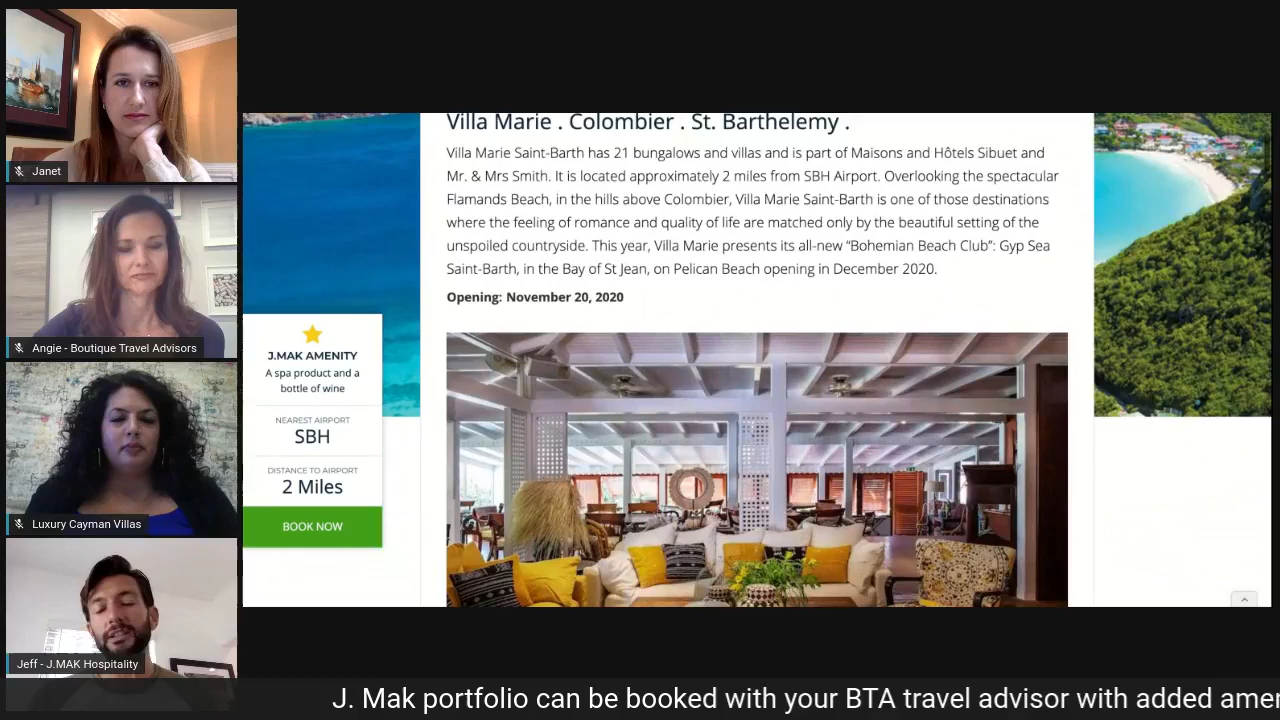 Janet
Angie - Boutique Travel Advisors
Luxury Cayman Villas
Jeff - J.MAK Hospitality
Villa Marie . Colombier . St. Barthelemy .
Villa Marie Saint-Barth has 21 bungalows and villas and is part of Maisons and Hôtels Sibuet and
Mr. & Mrs Smith. It is located approximately 2 miles from SBH Airport. Overlooking the spectacular
Flamands Beach, in the hills above Colombier, Villa Marie Saint-Barth is one of those destinations
where the feeling of romance and quality of life are matched only by the beautiful setting of the
unspoiled countryside. This year, Villa Marie presents its all-new “Bohemian Beach Club”: Gyp Sea
Saint-Barth, in the Bay of St Jean, on Pelican Beach opening in December 2020.
Opening: November 20, 2020
J.MAK AMENITY
A spa product and a
bottle of wine
NEAREST AIRPORT
SBH
DISTANCE TO AIRPORT
2 Miles
BOOK NOW
J. Mak portfolio can be booked with your BTA travel advisor with added amer